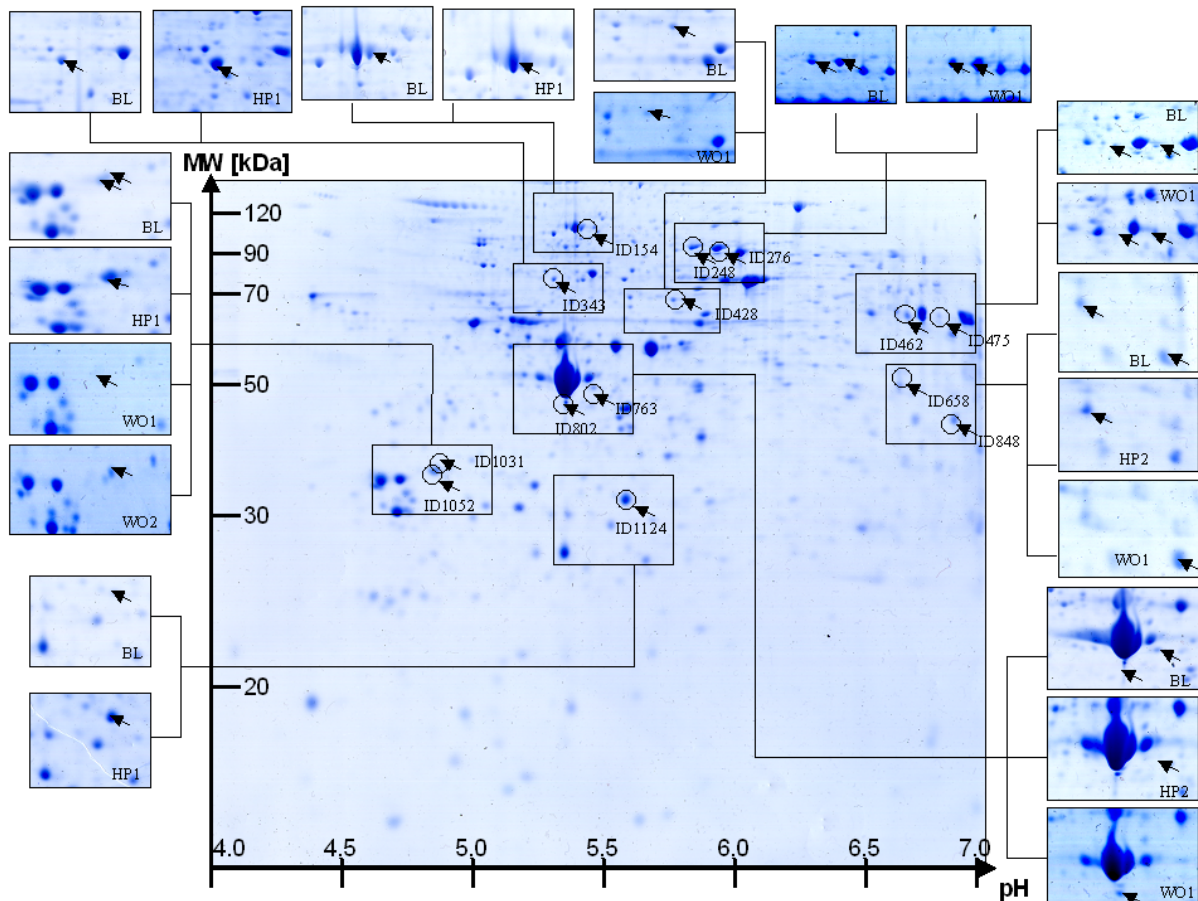 BL
HP1
BL
HP1
BL
WO1
BL
WO1
BL
WO1
BL
HP1
WO1
WO2
BL
HP2
WO1
BL
HP1
BL
HP2
WO1
MW [kDa]
120
90
70
50
30
20
ID154
ID248
ID276
ID343
ID428
ID462
ID475
ID658
ID763
ID802
ID848
ID1031
ID1052
ID1124
4.0 4.5 5.0 5.5 6.0 6.5 7.0
pH